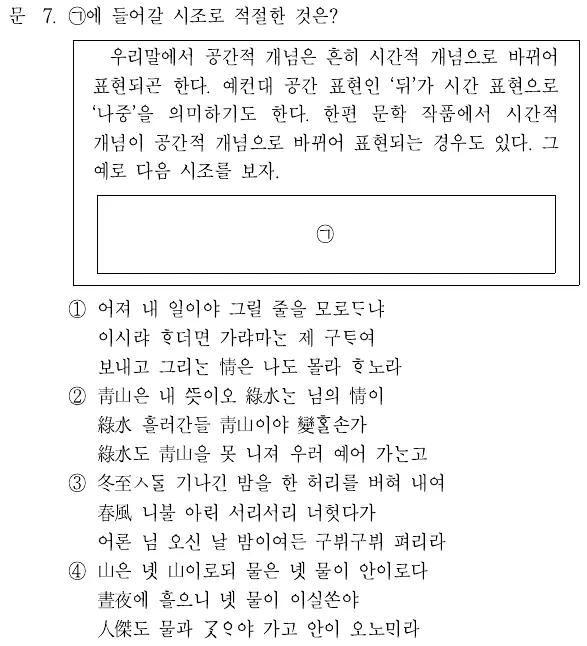 문 7. ㉠에 들어갈 시조로 적절한 것은?
우리말에서 공간적 개념은 흔히 시간적 개념으로 바뀌어
표현되곤 한다. 예컨대 공간 표현인 ‘뒤’가 시간 표현으로
‘나중’을 의미하기도 한다. 한편 문학 작품에서 시간적
개념이 공간적 개념으로 바뀌어 표현되는 경우도 있다. 그
예로 다음 시조를 보자.
㉠
① 어져 내 일이야 그릴 줄을 모로ᄃᆞ냐
이시랴 ᄒᆞ더면 가랴마ᄂᆞᆫ 제 구ᄐᆞ여
보내고 그리ᄂᆞᆫ 情은 나도 몰라 ᄒᆞ노라
② 靑山은 내 ᄠᅳᆺ이오 綠水ᄂᆞᆫ 님의 情이
綠水 흘러간들 靑山이야 變ᄒᆞᆯ손가
綠水도 靑山을 못 니져 우러 예어 가ᄂᆞᆫ고
③ 冬至ㅅᄃᆞᆯ 기나긴 밤을 한 허리를 버혀 내여
春風 니불 아ᄅᆡ 서리서리 너헛다가
어론 님 오신 날 밤이여든 구뷔구뷔 펴리라
④ 山은 녯 山이로되 물은 녯 물이 안이로다
晝夜에 흘으니 녯 물이 이실쏜야
人傑도 물과 ᄀᆞᆺᄋᆞ야 가고 안이 오노ᄆᆡ라